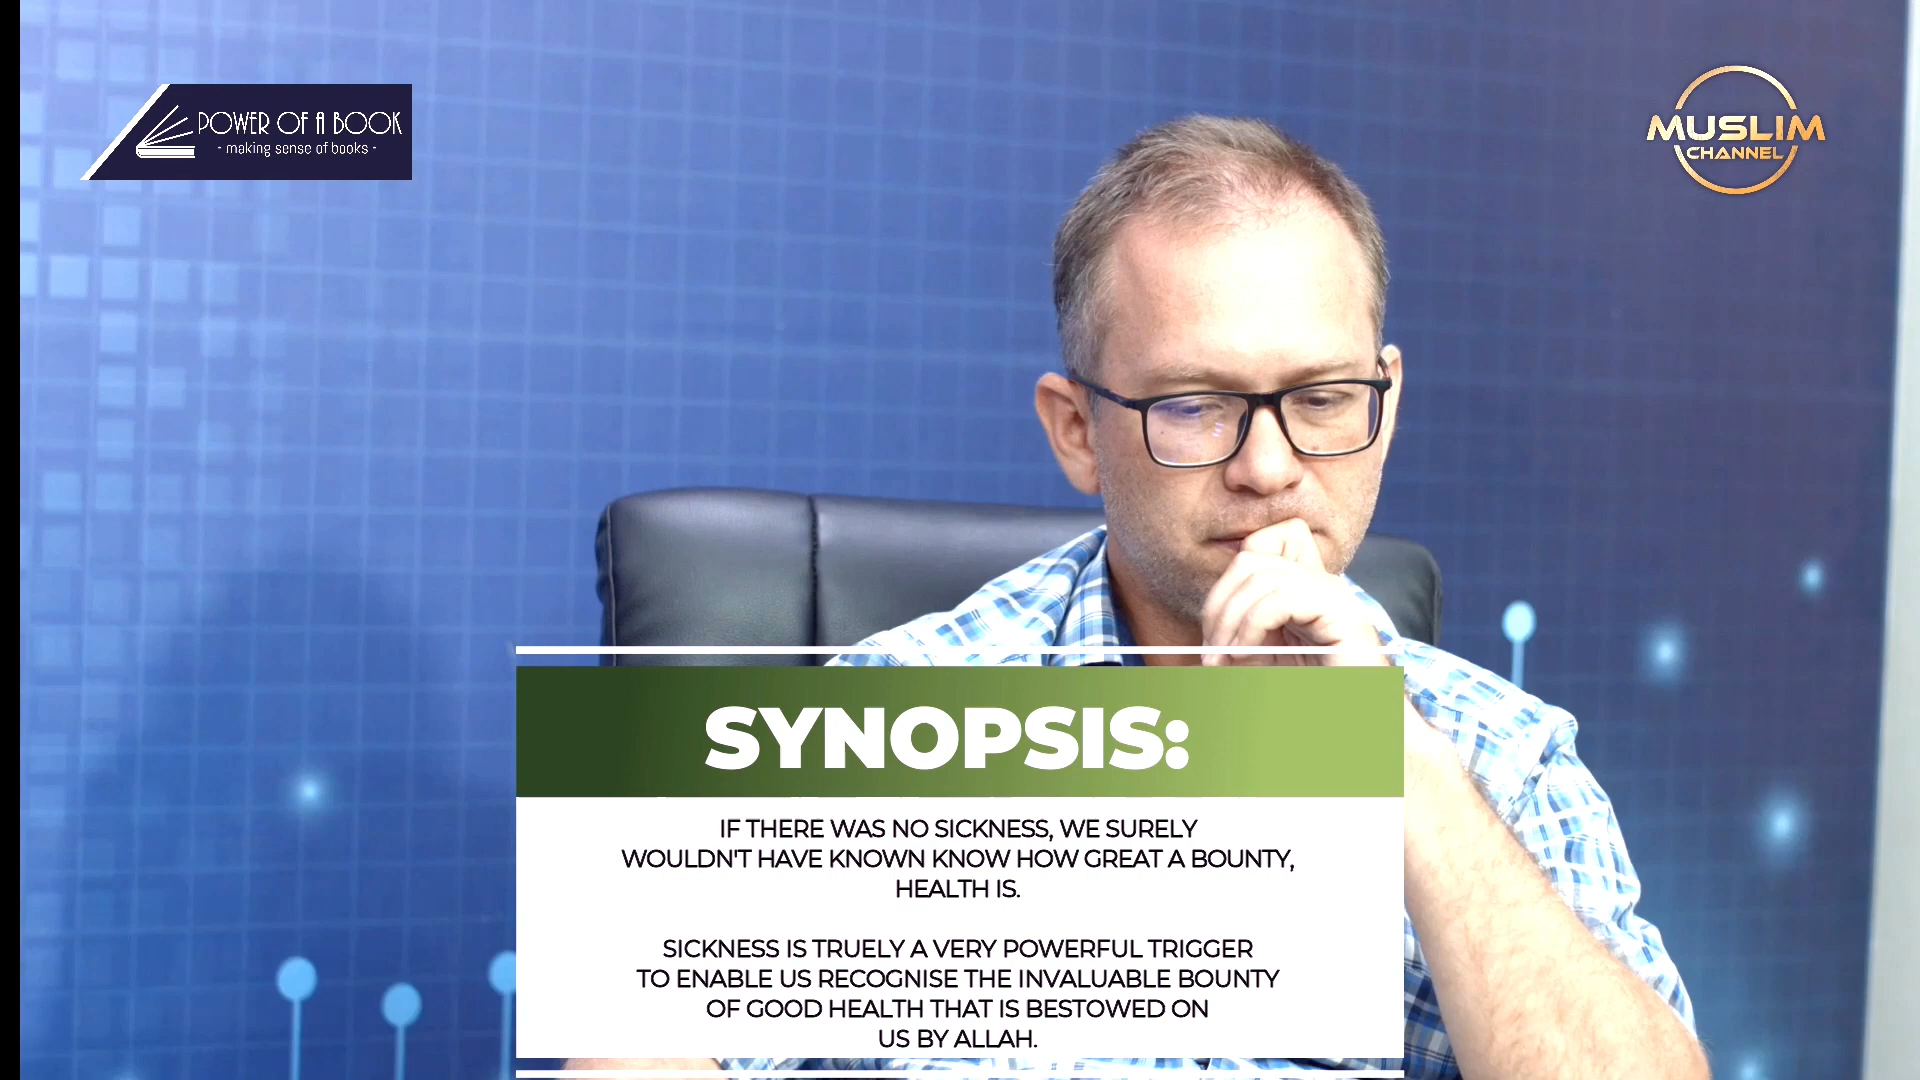 POWER OF A BOOK
- making sense of books -
MUSLIM
CHANNEL
SYNOPSIS:
IF THERE WAS NO SICKNESS, WE SURELY
WOULDN'T HAVE KNOWN KNOW HOW GREAT A BOUNTY,
HEALTH IS.
SICKNESS IS TRUELY A VERY POWERFUL TRIGGER
TO ENABLE US RECOGNISE THE INVALUABLE BOUNTY
OF GOOD HEALTH THAT IS BESTOWED ON
US BY ALLAH.